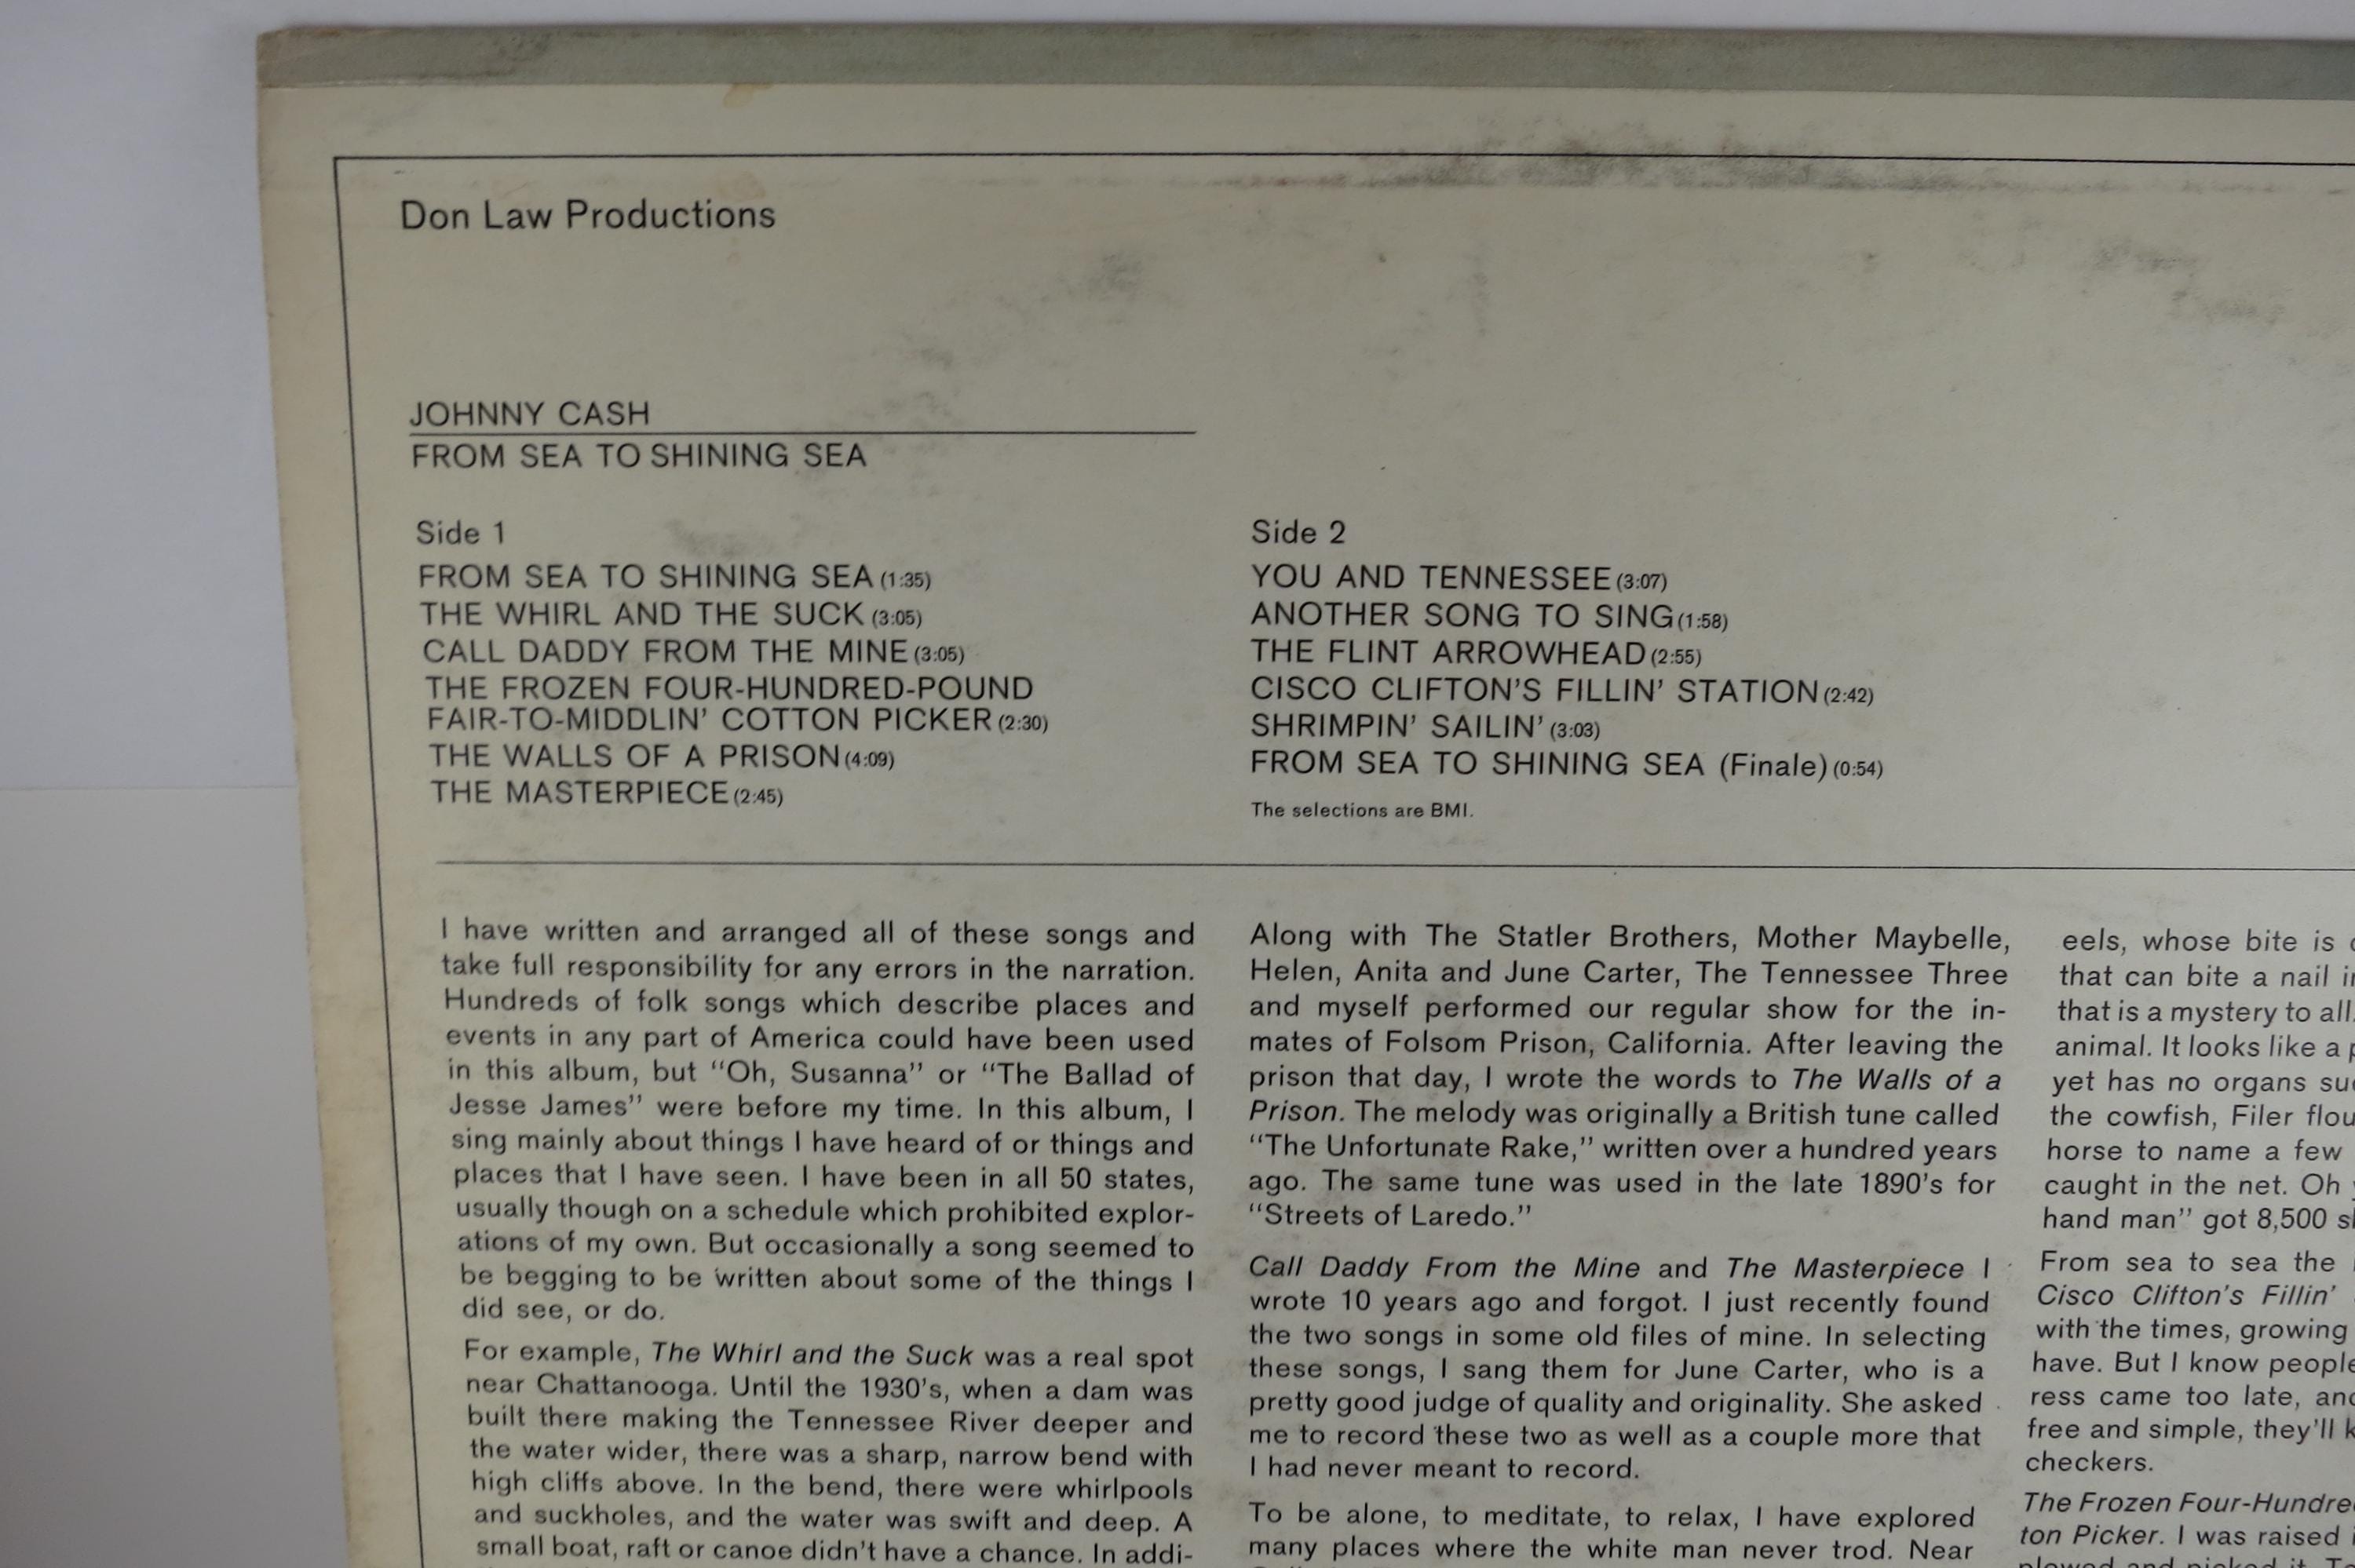 Don Law Productions
JOHNNY CASH
FROM SEA TO SHINING SEA
Side 1
FROM SEA TO SHINING SEA (1:35)
THE WHIRL AND THE SUCK (3:05)
CALL DADDY FROM THE MINE (3:05)
THE FROZEN FOUR-HUNDRED-POUND
FAIR-TO-MIDDLIN' COTTON PICKER (2:30)
THE WALLS OF A PRISON (4:09)
THE MASTERPIECE (2:45)
Side 2
YOU AND TENNESSEE (3:07)
ANOTHER SONG TO SING (1:58)
THE FLINT ARROWHEAD (2:55)
CISCO CLIFTON'S FILLIN' STATION (2:42)
SHRIMPIN' SAILIN' (3:03)
FROM SEA TO SHINING SEA (Finale) (0:54)
The selections are BMI.
I have written and arranged all of these songs and
take full responsibility for any errors in the narration.
Hundreds of folk songs which describe places and
events in any part of America could have been used
in this album, but "Oh, Susanna" or "The Ballad of
Jesse James" were before my time. In this album, I
sing mainly about things I have heard of or things and
places that I have seen. I have been in all 50 states,
usually though on a schedule which prohibited explor-
ations of my own. But occasionally a song seemed to
be begging to be written about some of the things I
did see, or do.
For example, The Whirl and the Suck was a real spot
near Chattanooga. Until the 1930's, when a dam was
built there making the Tennessee River deeper and
the water wider, there was a sharp, narrow bend with
high cliffs above. In the bend, there were whirlpools
and suckholes, and the water was swift and deep. A
small boat, raft or canoe didn't have a chance. In addi-
Along with The Statler Brothers, Mother Maybelle,
Helen, Anita and June Carter, The Tennessee Three
and myself performed our regular show for the in-
mates of Folsom Prison, California. After leaving the
prison that day, I wrote the words to The Walls of a
Prison. The melody was originally a British tune called
"The Unfortunate Rake," written over a hundred years
ago. The same tune was used in the late 1890's for
"Streets of Laredo."
Call Daddy From the Mine and The Masterpiece I
wrote 10 years ago and forgot. I just recently found
the two songs in some old files of mine. In selecting
these songs, I sang them for June Carter, who is a
pretty good judge of quality and originality. She asked
me to record these two as well as a couple more that
I had never meant to record.
To be alone, to meditate, to relax, I have explored
many places where the white man never trod. Near
eels, whose bite is
that can bite a nail
that is a mystery to all.
animal. It looks like a
yet has no organs
the cowfish, Filer
horse to name a few
caught in the net. Oh
hand man" got 8,500
From sea to sea the
Cisco Clifton's Fillin'
with the times, growing
have. But I know people
ress came too late,
free and simple, they'll
checkers.
The Frozen
ton Picker. I was raised